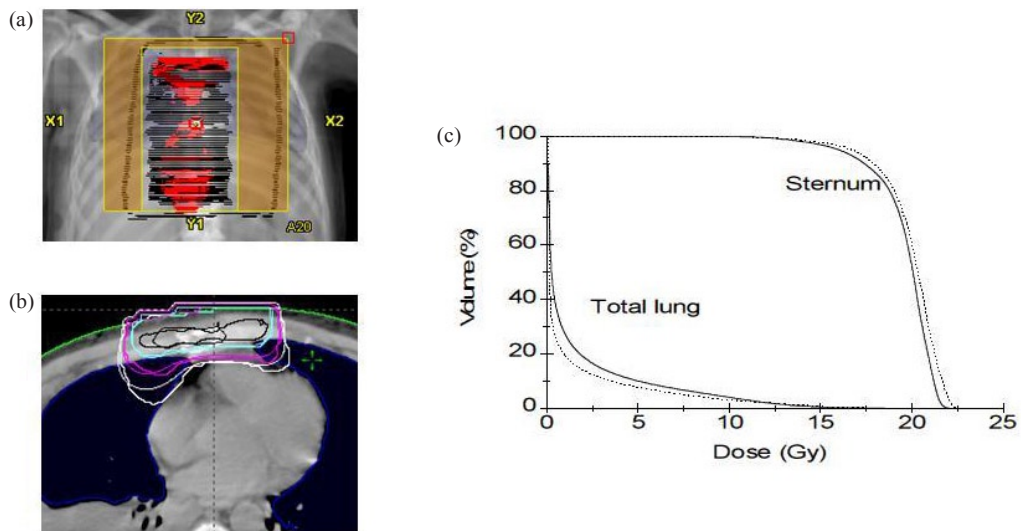 (a)
Y2
X1
X2
Y1
A20
(b)
(c)
100
80
60
40
20
0
Volume (%)
Sternum
Total lung
0
5
10
15
20
25
Dose (Gy)